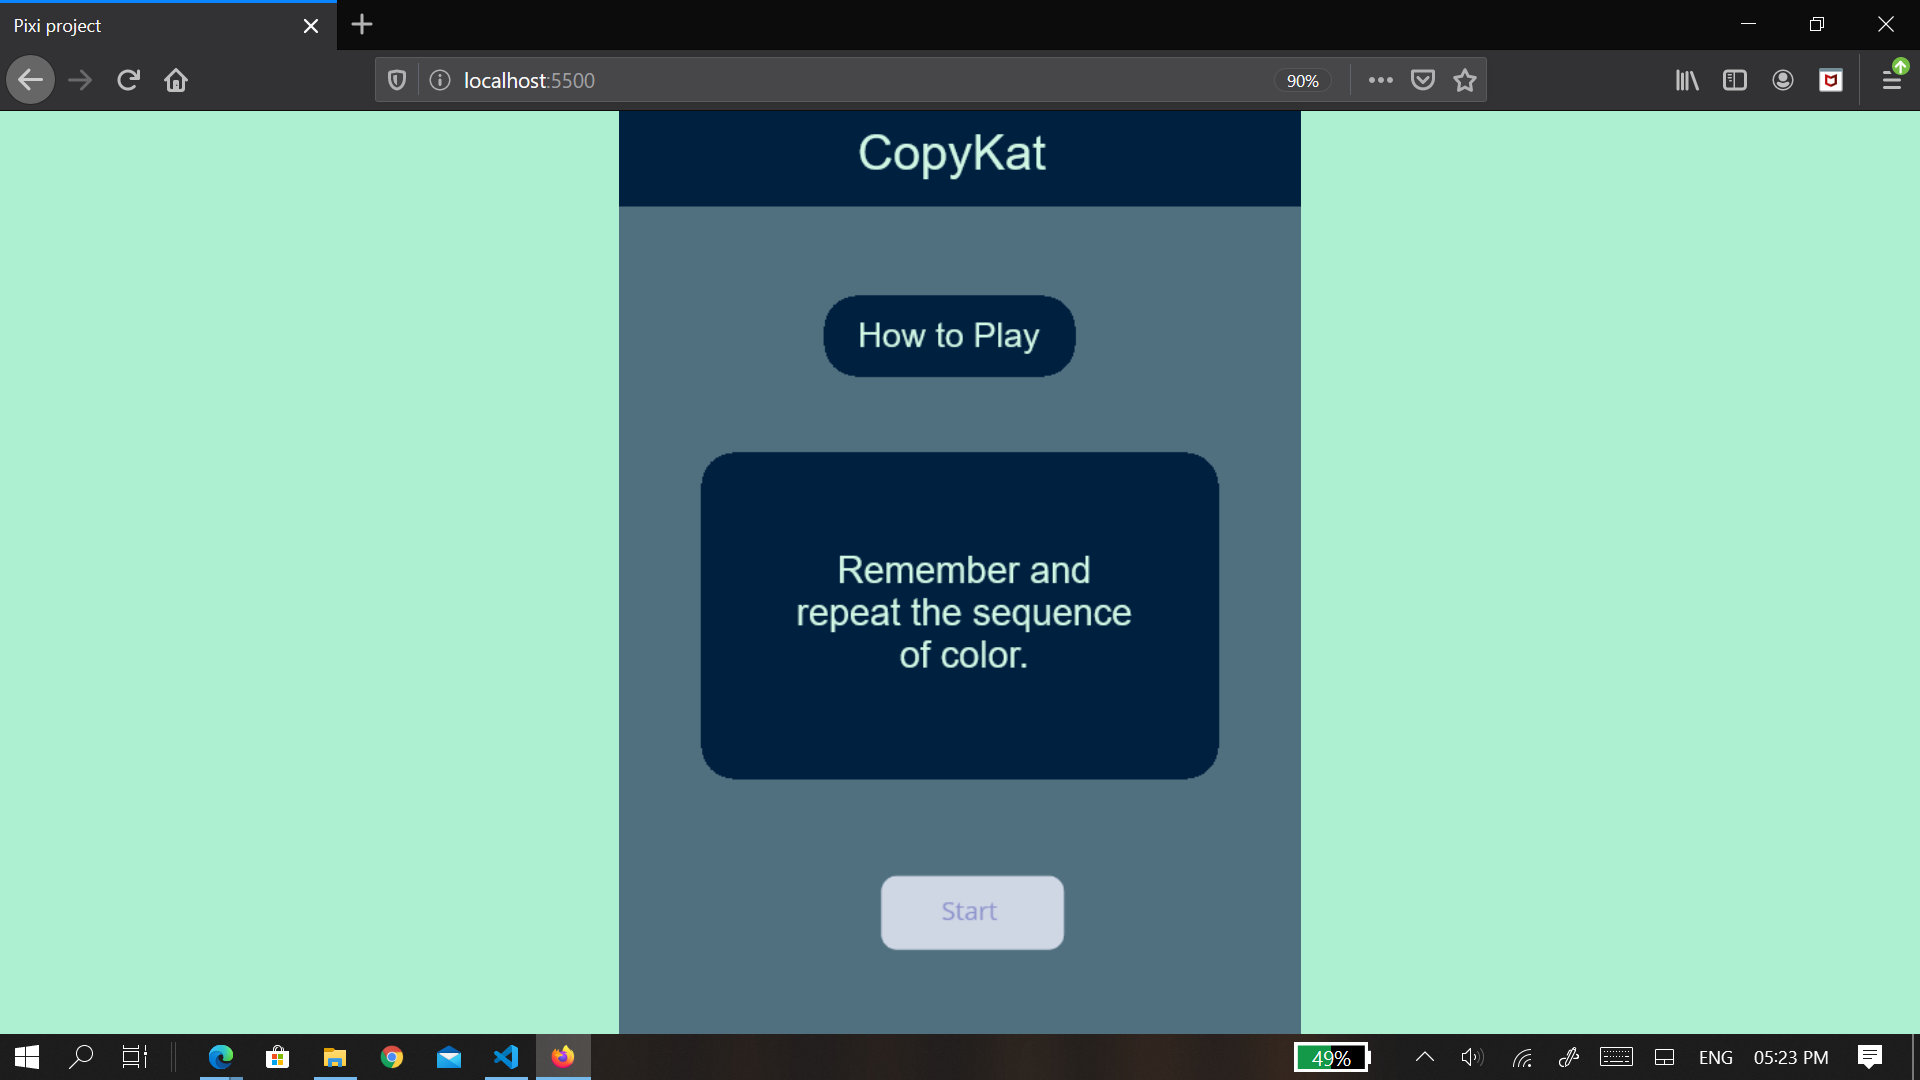 Pixi project
localhost:5500
90%
CopyKat
How to Play
Remember and
repeat the sequence
of color.
Start
49%
ENG
05:23 PM